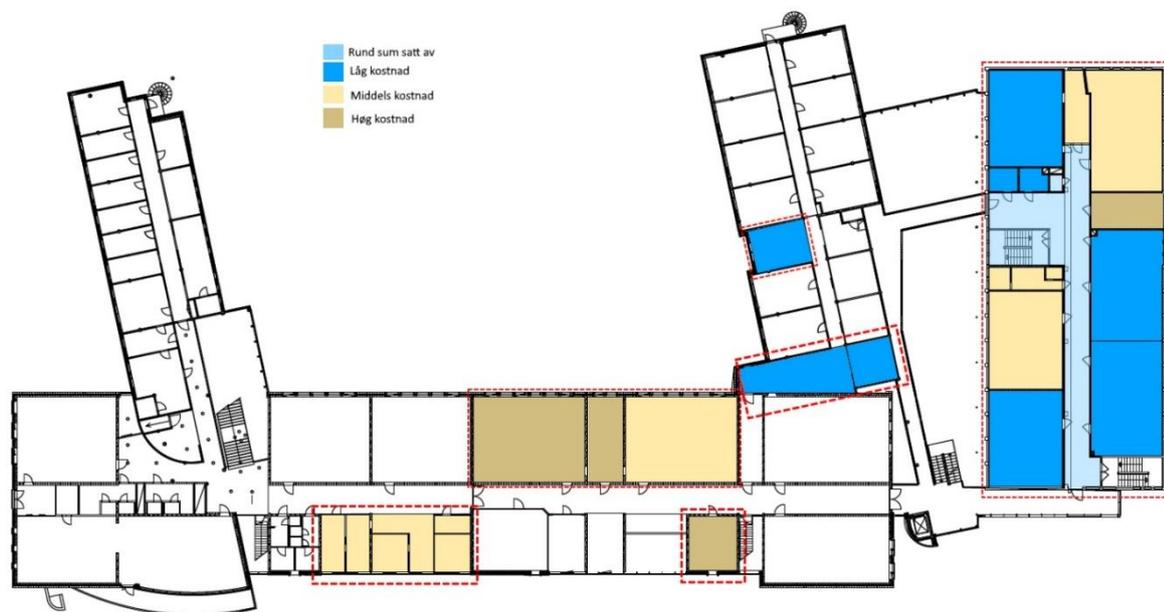 Rund sum satt av
Låg kostnad
Middels kostnad
Høg kostnad